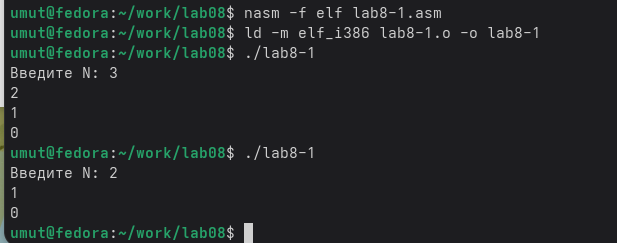 umut@fedora:~/work/lab08$ nasm -f elf lab8-1.asm
umut@fedora:~/work/lab08$ ld -m elf_i386 lab8-1.o -o lab8-1
umut@fedora:~/work/lab08$ ./lab8-1
Введите N: 3
2
1
0
umut@fedora:~/work/lab08$ ./lab8-1
Введите N: 2
1
0
umut@fedora:~/work/lab08$